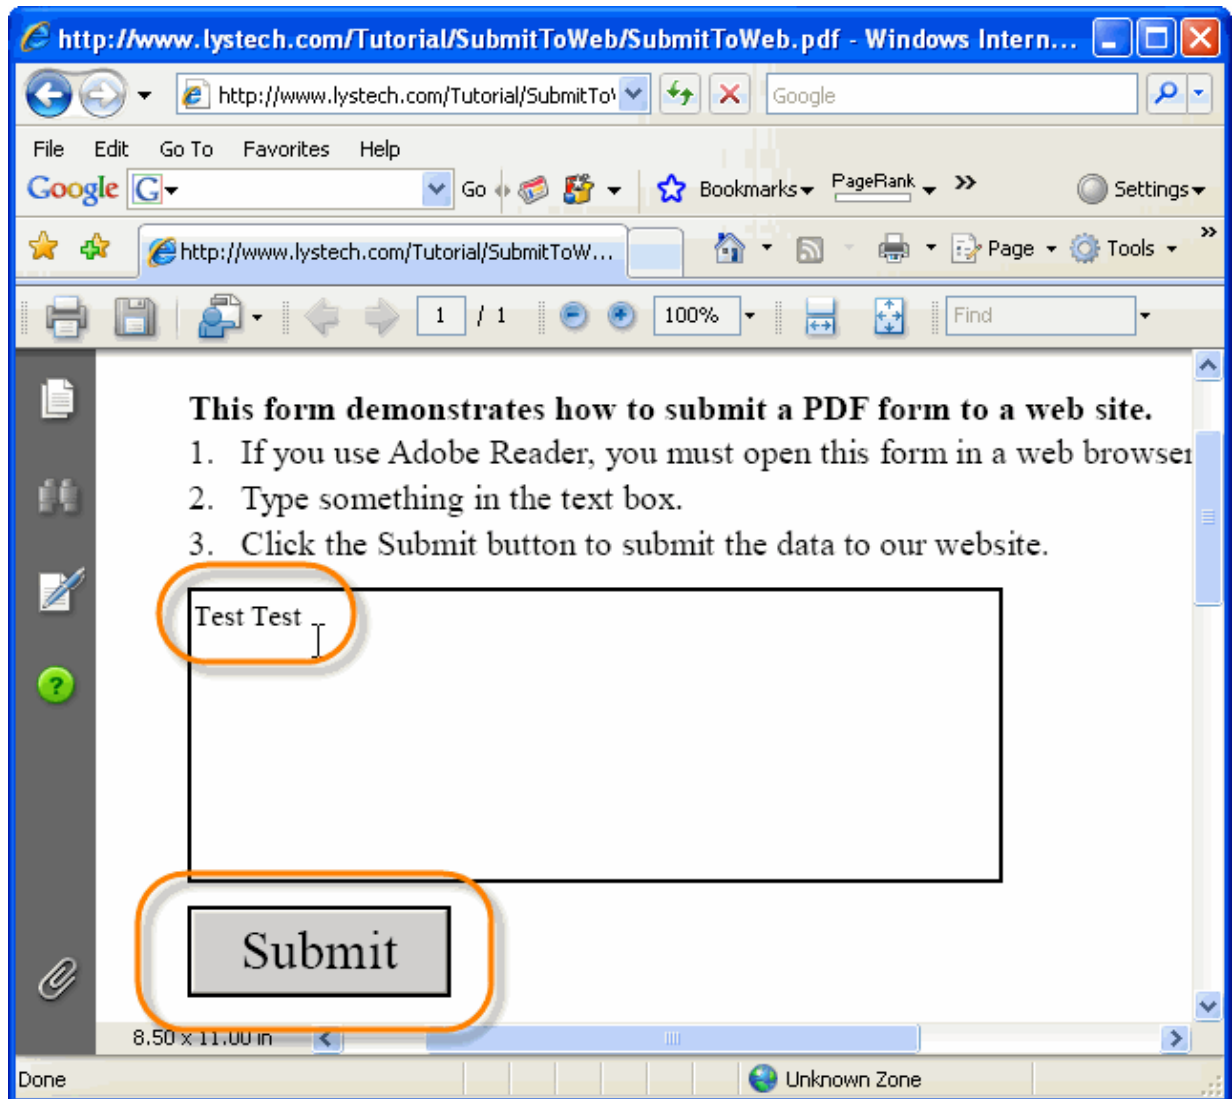 http://www.lystech.com/Tutorial/SubmitToWeb/SubmitToWeb.pdf - Windows Intern...
http://www.lystech.com/Tutorial/SubmitTo
Google
File Edit Go To Favorites Help
Google G Go Bookmarks PageRank Settings
http://www.lystech.com/Tutorial/SubmitToW... Page Tools
1 / 1 100% Find
This form demonstrates how to submit a PDF form to a web site.
1. If you use Adobe Reader, you must open this form in a web browser
2. Type something in the text box.
3. Click the Submit button to submit the data to our website.
Test Test
Submit
8.50 x 11.00 in
Done Unknown Zone